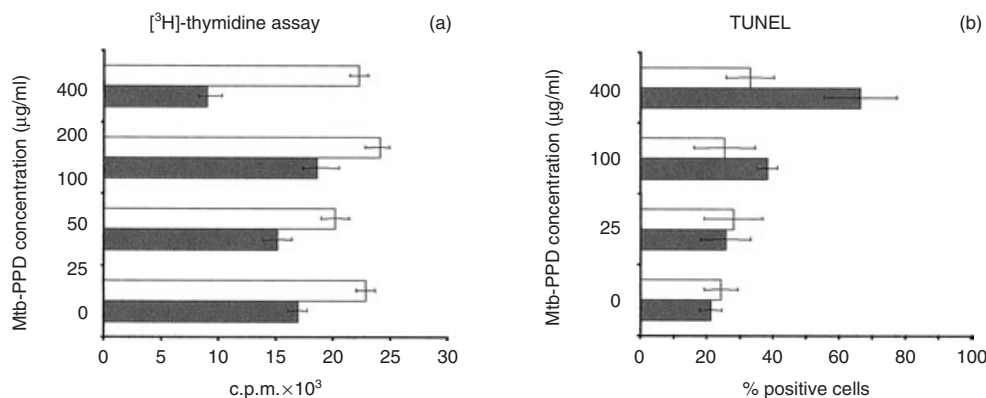 [³H]-thymidine assay
(a)
Mtb-PPD concentration (µg/ml)
400
200
100
50
25
0
0 5 10 15 20 25 30
c.p.m.×10³
TUNEL
(b)
Mtb-PPD concentration (µg/ml)
400
100
25
0
0 20 40 60 80 100
% positive cells